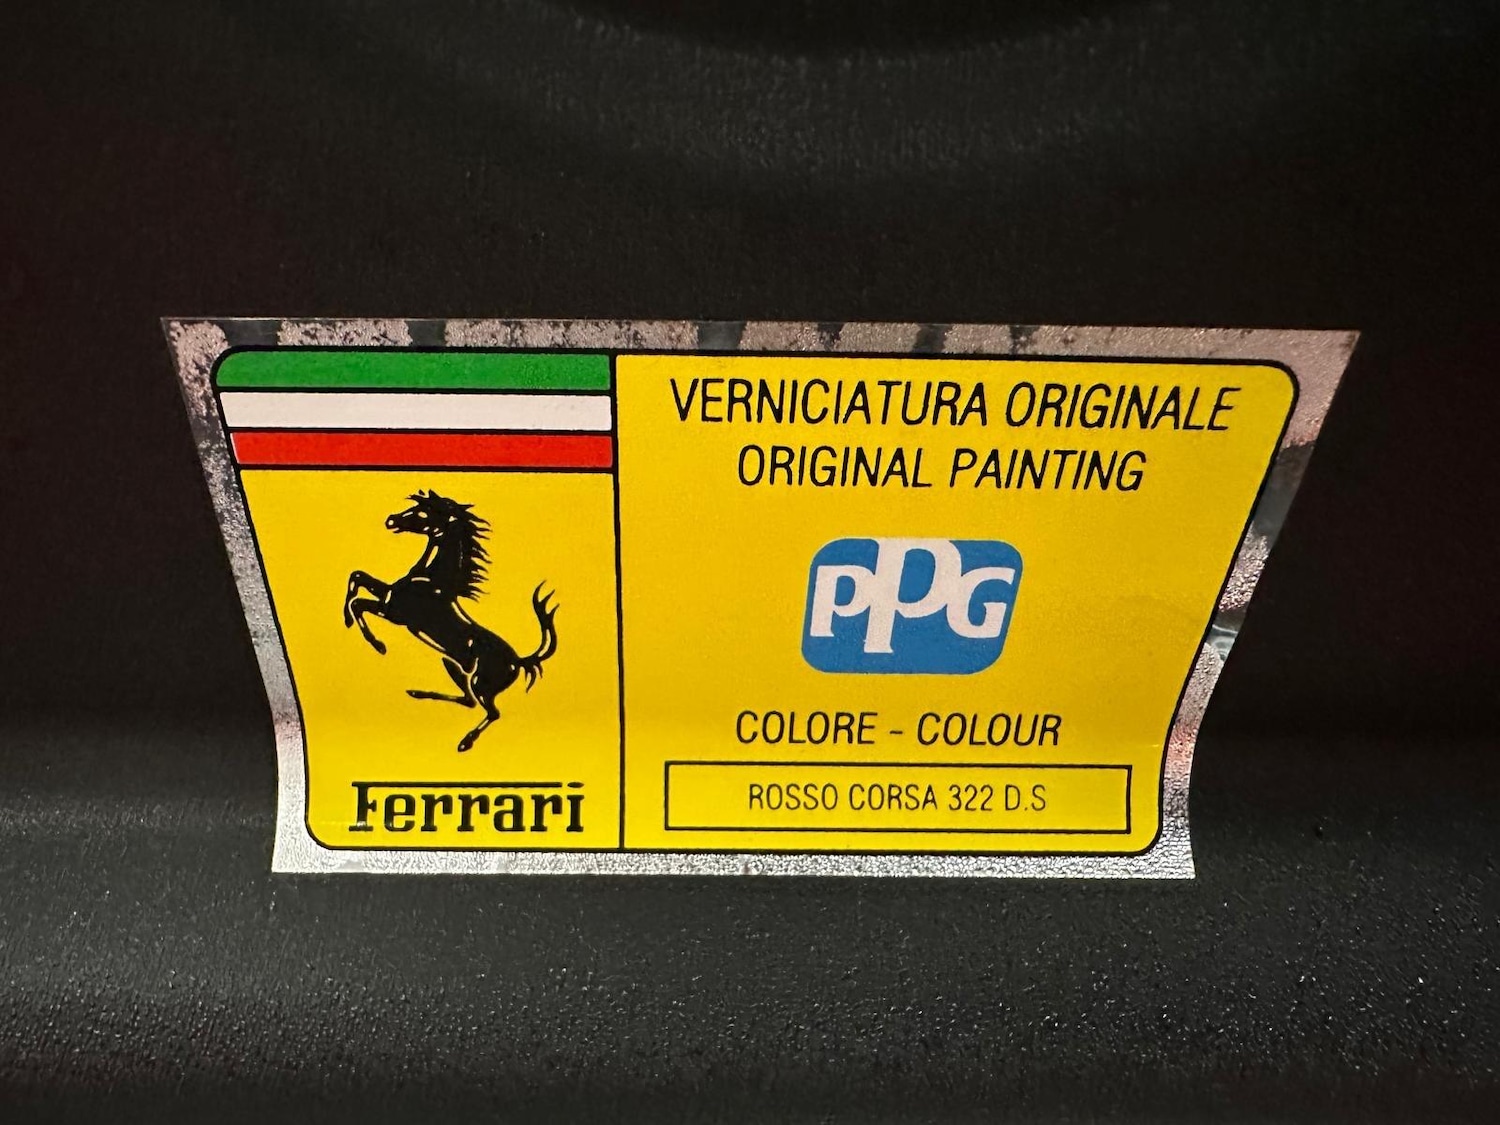 VERNICIATURA ORIGINALE
ORIGINAL PAINTING
PPG
COLORE - COLOUR
ROSSO CORSA 322 D.S
Ferrari